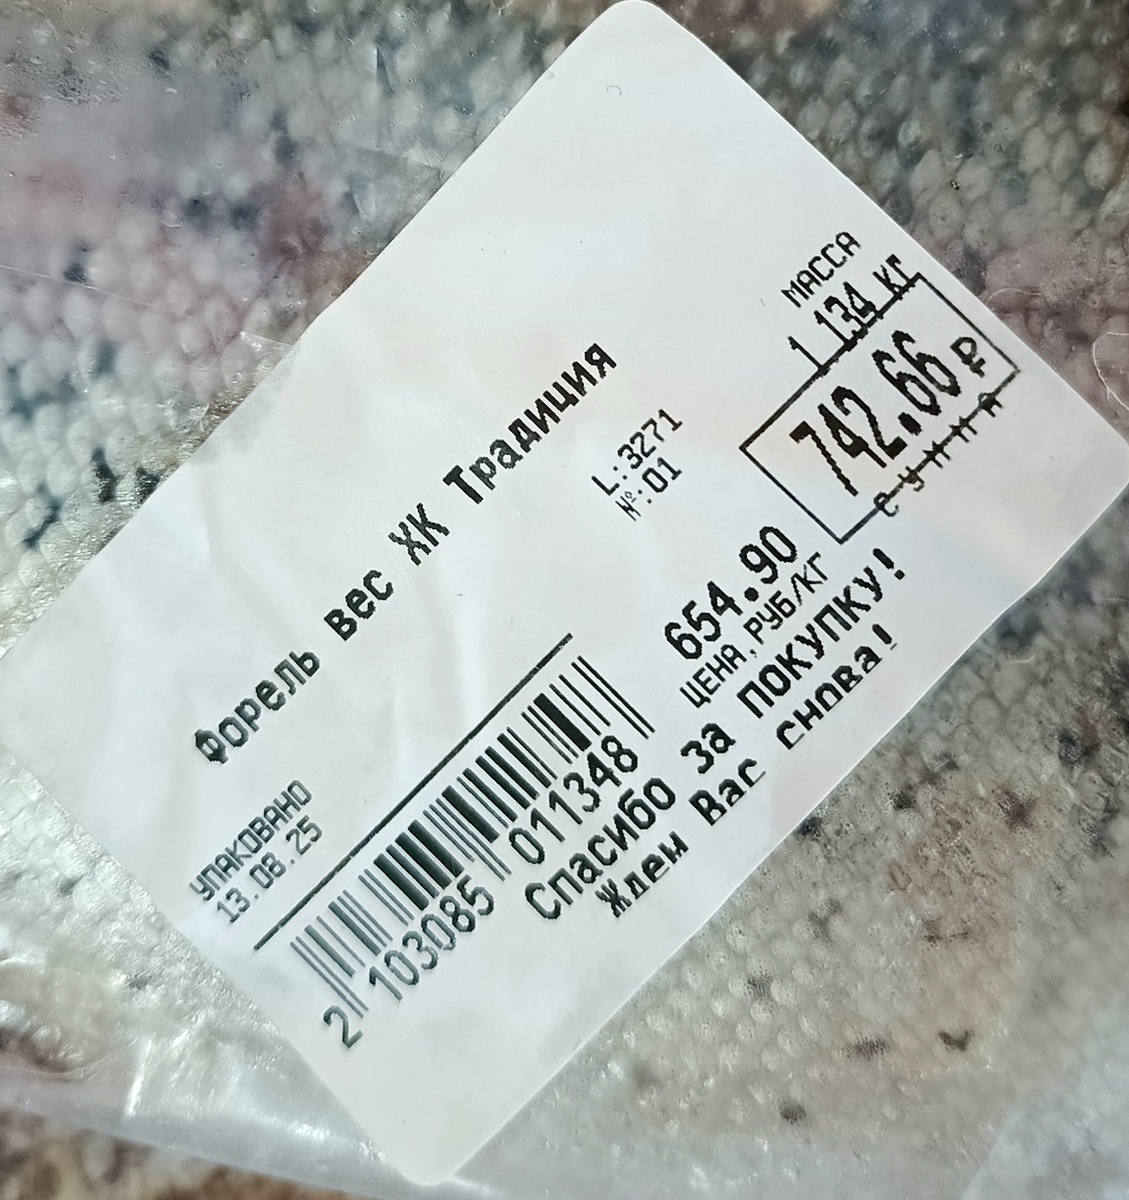 Форель вес ХК Традиция
L:3271
№:01
МАССА
1 134 кг
742.66 ₽
сумма
УПАКОВАНО
13.08.25
654.90
ЦЕНА,РУБ/КГ
2 103085 011348
Спасибо за ПОКУПКУ!
Ждем Вас снова!